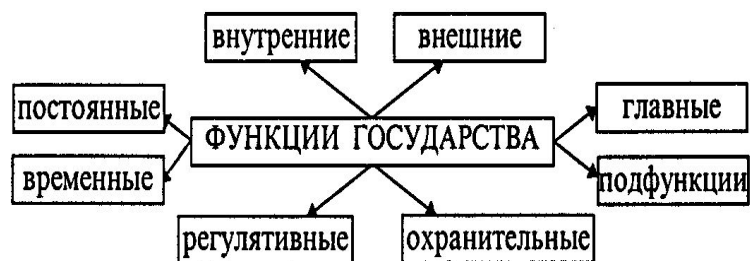 внутренние
внешние
постоянные
главные
ФУНКЦИИ ГОСУДАРСТВА
временные
подфункции
регулятивные
охранительные